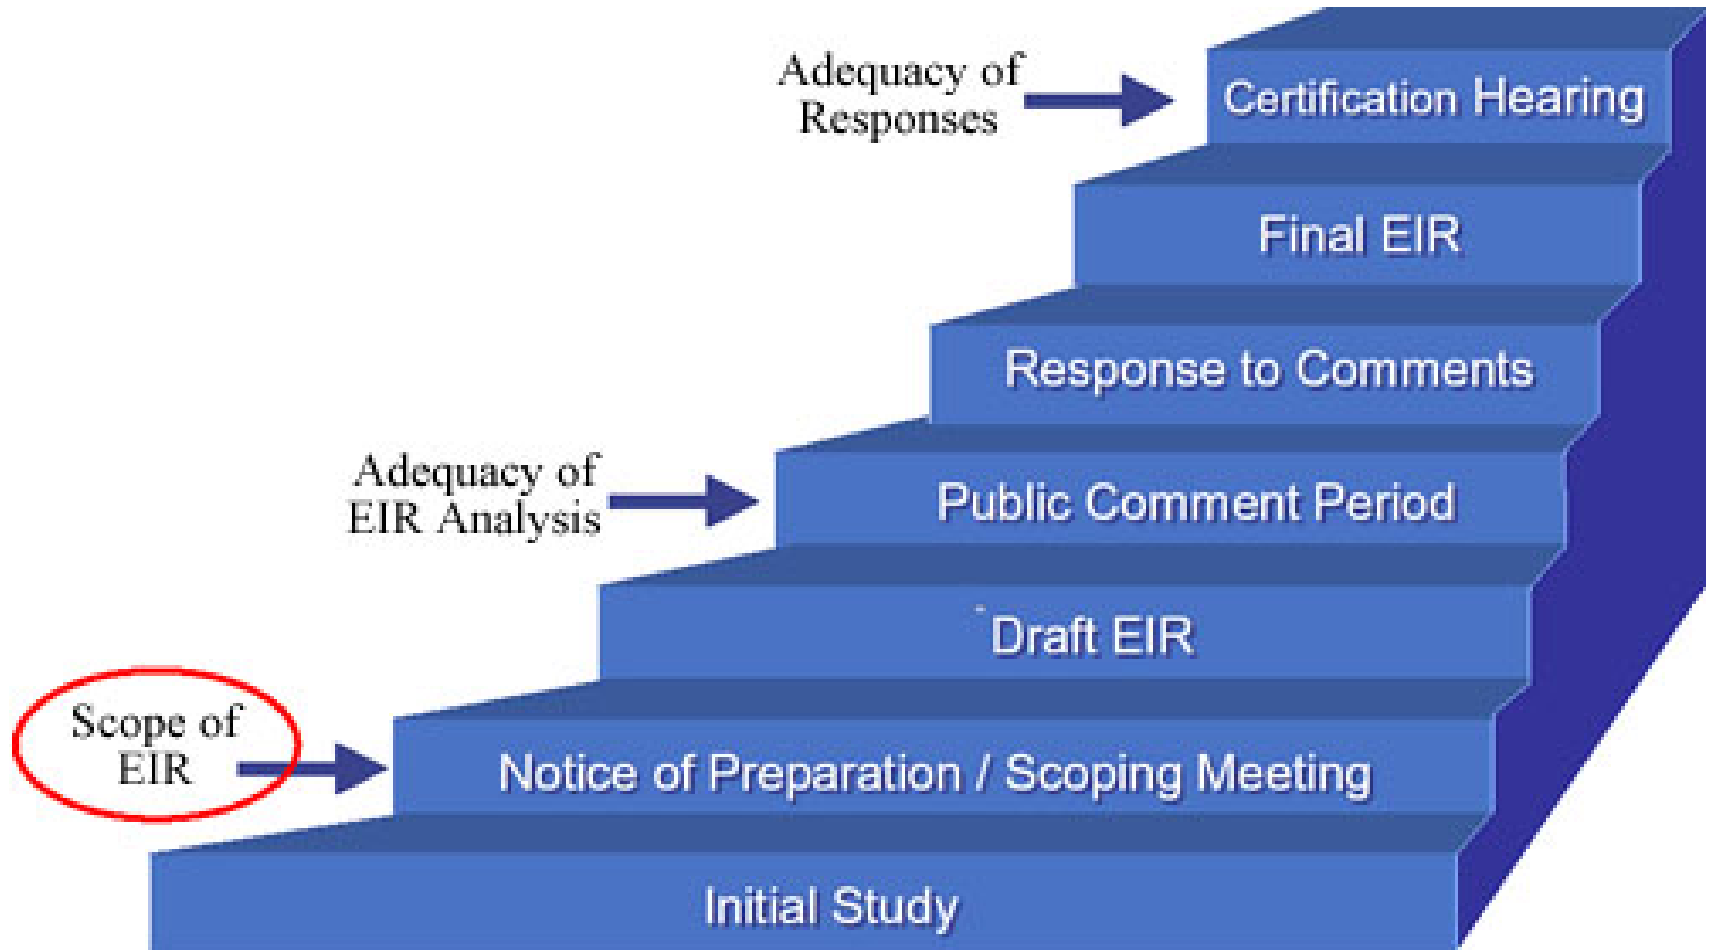 Adequacy of
Responses
Certification Hearing
Final EIR
Response to Comments
Adequacy of
EIR Analysis
Public Comment Period
Draft EIR
Scope of
EIR
Notice of Preparation / Scoping Meeting
Initial Study